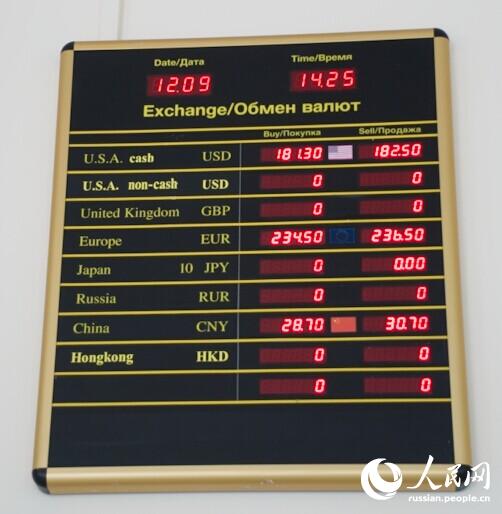 Date/Дата Time/Время
12.09 14.25
Exchange/Обмен валют
Buy/Покупка Sell/Продажа
U.S.A. cash USD 181.30 182.50
U.S.A. non-cash USD 0 0
United Kingdom GBP 0 0
Europe EUR 234.50 236.50
Japan 10 JPY 0 0.00
Russia RUR 0 0
China CNY 28.70 30.70
Hongkong HKD 0 0
0 0
人民网
russian.people.cn